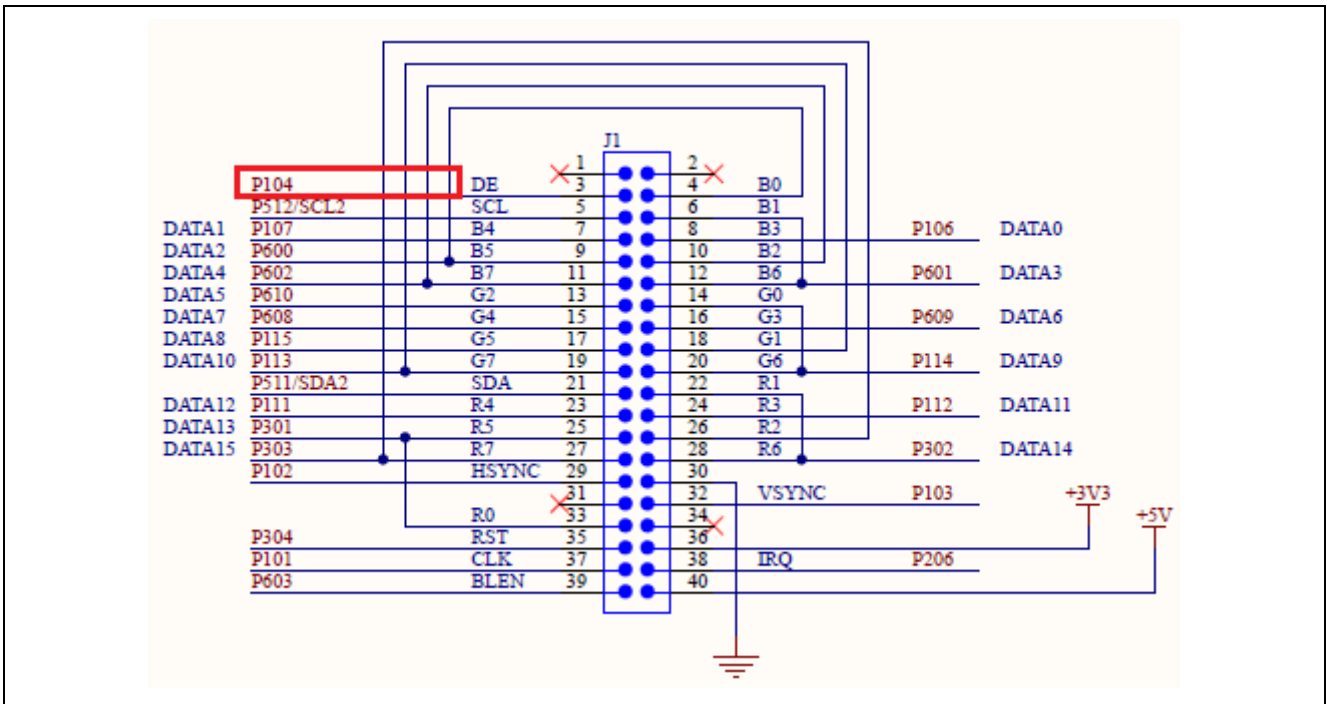 J1
1 2
P104 DE 3 4 B0
P512/SCL2 SCL 5 6 B1
DATA1 P107 B4 7 8 B3 P106 DATA0
DATA2 P600 B5 9 10 B2
DATA4 P602 B7 11 12 B6 P601 DATA3
DATA5 P610 G2 13 14 G0
DATA7 P608 G4 15 16 G3 P609 DATA6
DATA8 P115 G5 17 18 G1
DATA10 P113 G7 19 20 G6 P114 DATA9
P511/SDA2 SDA 21 22 R1
DATA12 P111 R4 23 24 R3 P112 DATA11
DATA13 P301 R5 25 26 R2
DATA15 P303 R7 27 28 R6 P302 DATA14
P102 HSYNC 29 30
31 32 VSYNC P103 +3V3
R0 33 34 +5V
P304 RST 35 36
P101 CLK 37 38 IRQ P206
P603 BLEN 39 40